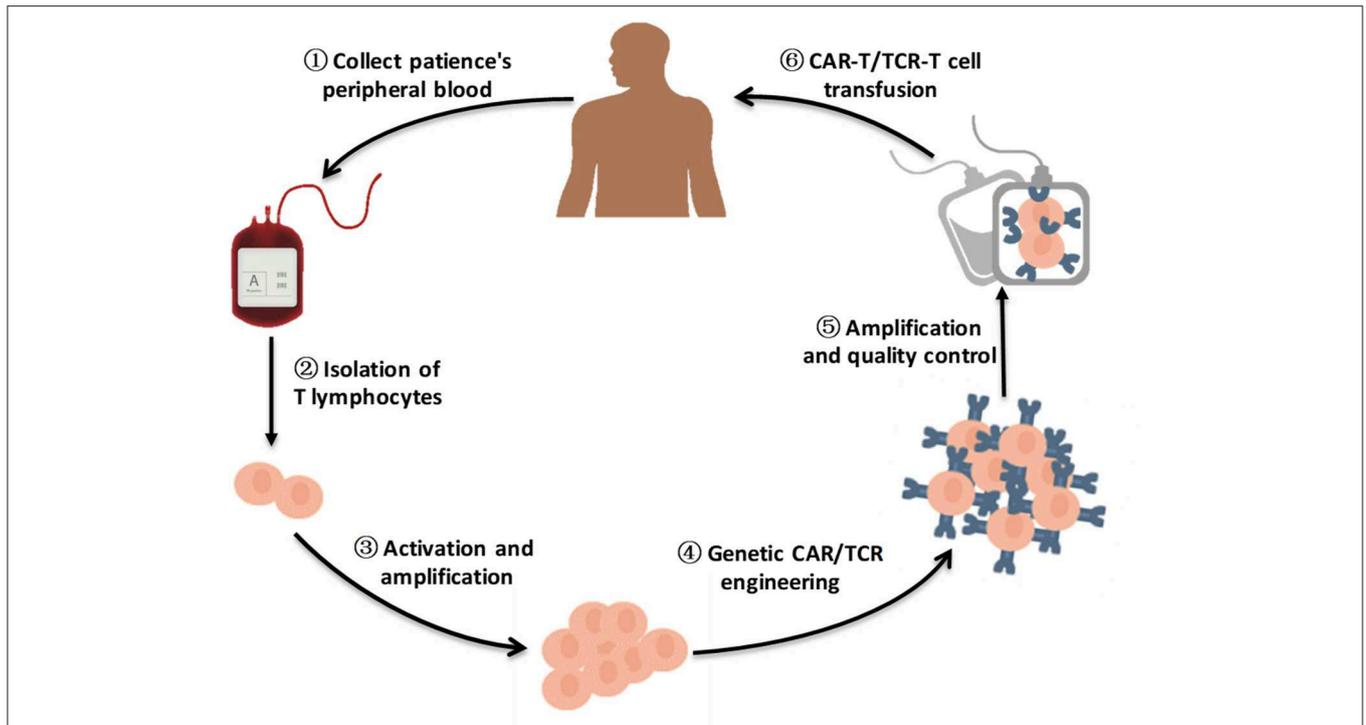 ① Collect patience's
peripheral blood
⑥ CAR-T/TCR-T cell
transfusion
A
② Isolation of
T lymphocytes
⑤ Amplification
and quality control
③ Activation and
amplification
④ Genetic CAR/TCR
engineering